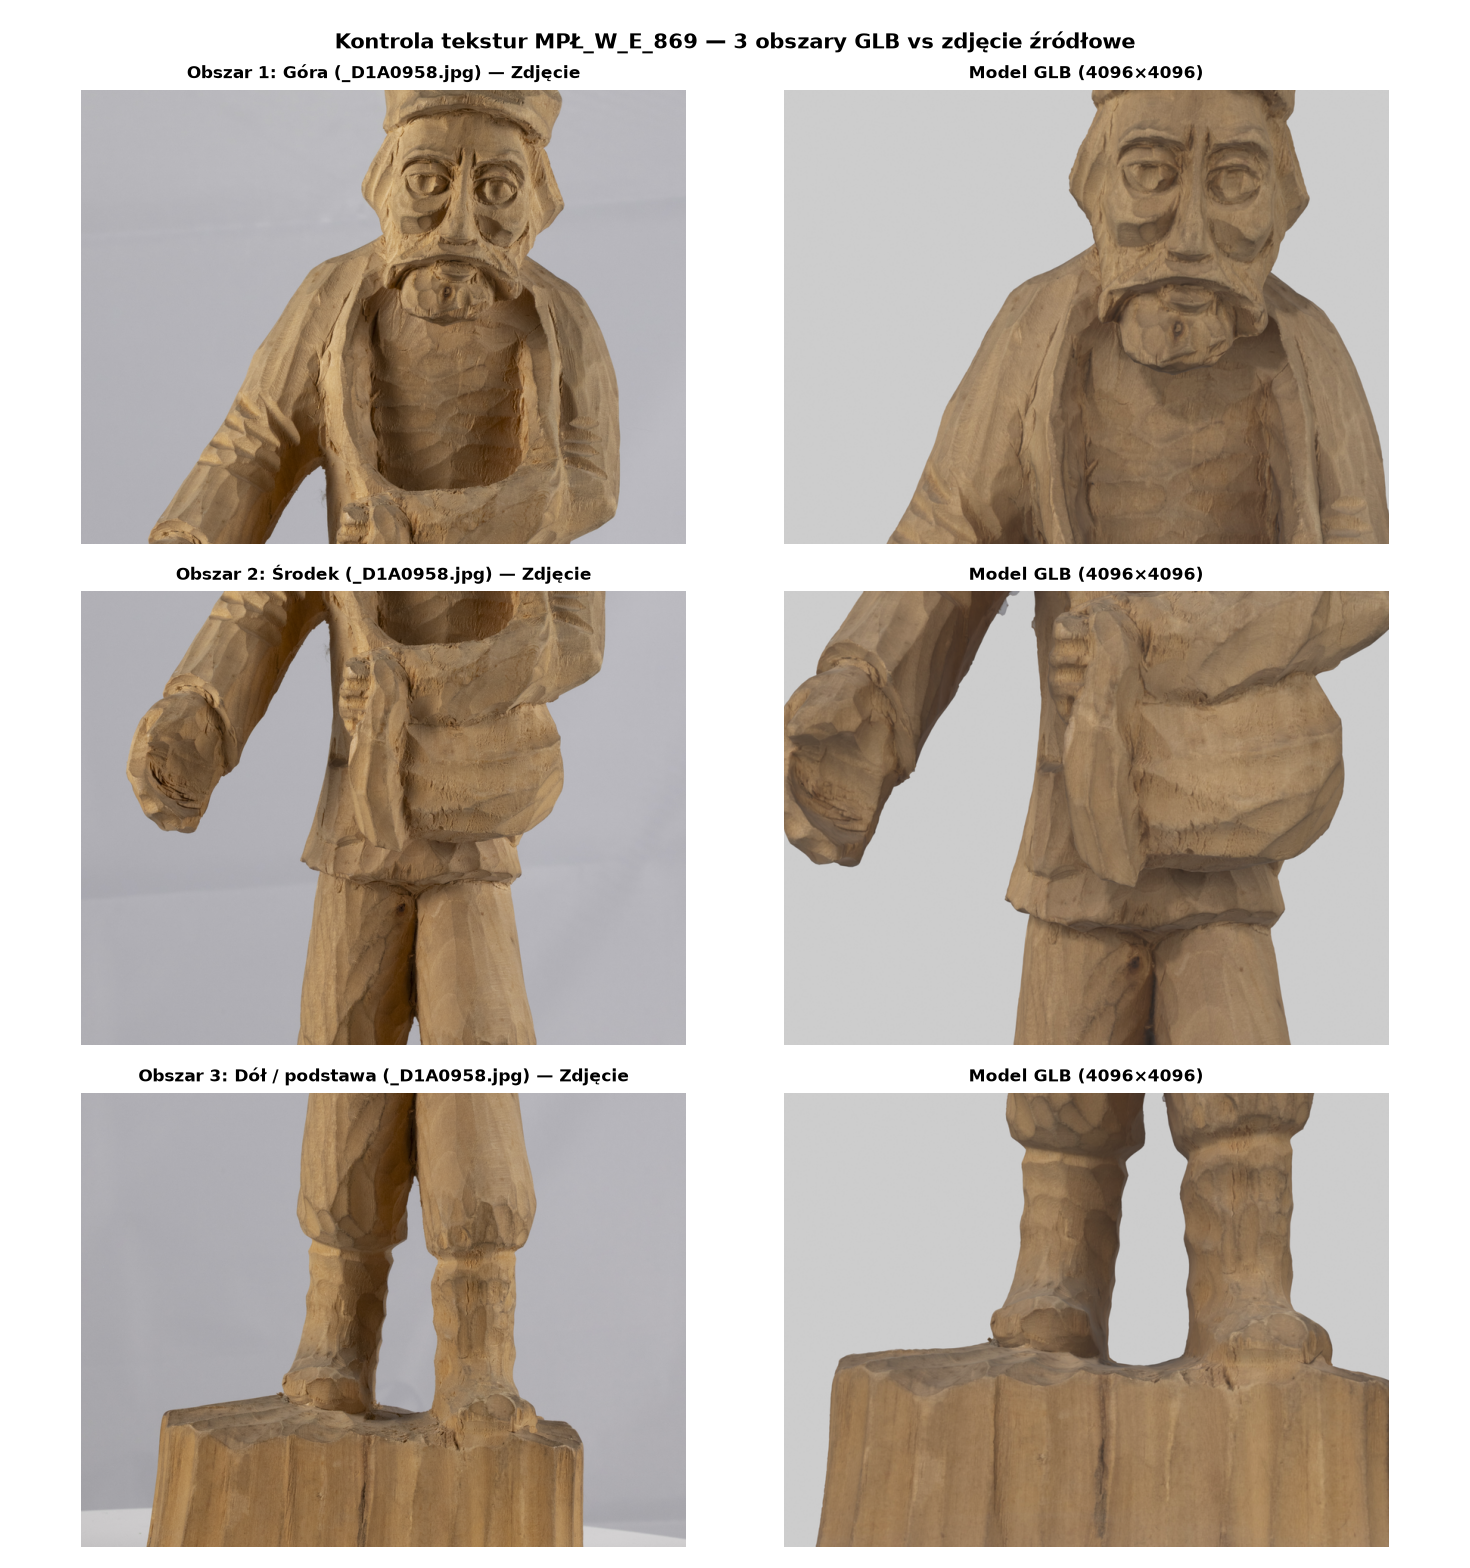 Kontrola tekstur MPŁ_W_E_869 — 3 obszary GLB vs zdjęcie źródłowe
Obszar 1: Góra (_D1A0958.jpg) — Zdjęcie
Model GLB (4096×4096)
Obszar 2: Środek (_D1A0958.jpg) — Zdjęcie
Model GLB (4096×4096)
Obszar 3: Dół / podstawa (_D1A0958.jpg) — Zdjęcie
Model GLB (4096×4096)